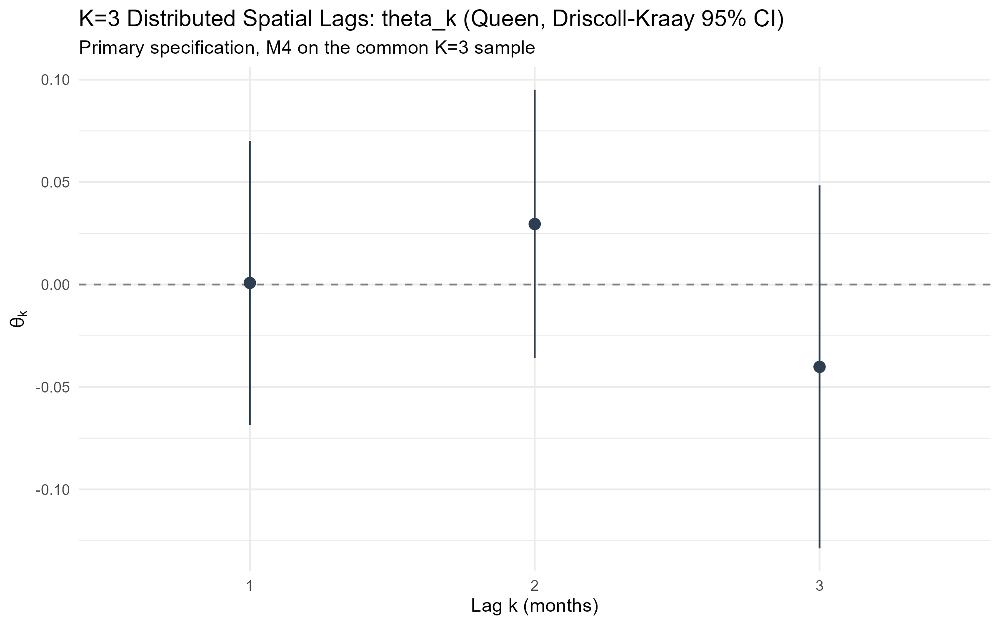 K=3 Distributed Spatial Lags: theta_k (Queen, Driscoll-Kraay 95% CI)
Primary specification, M4 on the common K=3 sample
0.10
0.05
0.00
-0.05
-0.10
θk
1
2
3
Lag k (months)